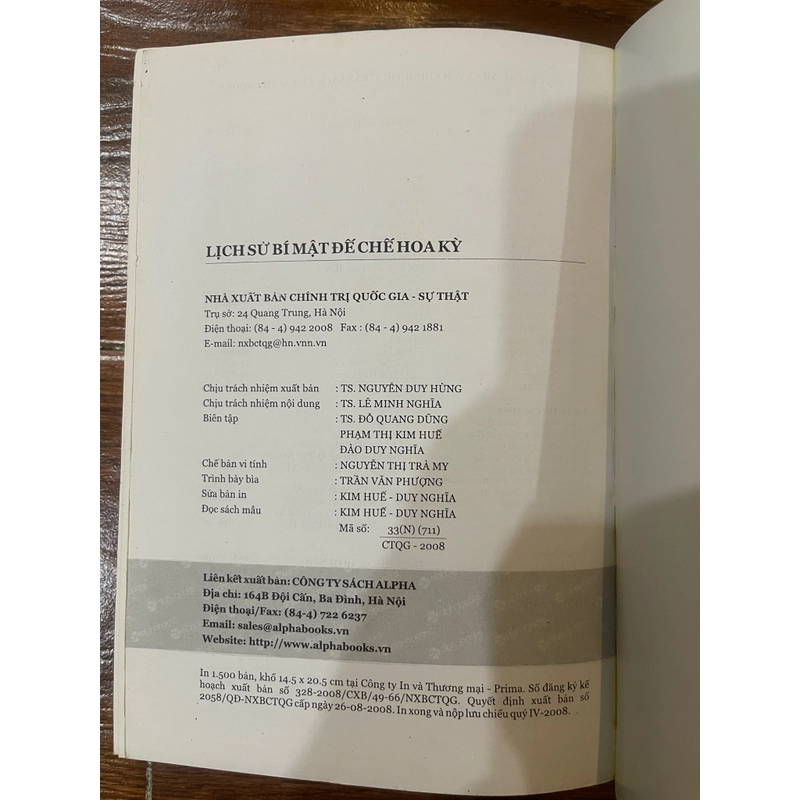 LỊCH SỬ BÍ MẬT ĐẾ CHẾ HOA KỲ
NHÀ XUẤT BẢN CHÍNH TRỊ QUỐC GIA - SỰ THẬT
Trụ sở: 24 Quang Trung, Hà Nội
Điện thoại: (84 - 4) 942 2008 Fax : (84 - 4) 942 1881
E-mail: nxbctqg@hn.vnn.vn
Chịu trách nhiệm xuất bản : TS. NGUYỄN DUY HÙNG
Chịu trách nhiệm nội dung : TS. LÊ MINH NGHĨA
Biên tập : TS. ĐỖ QUANG DŨNG
PHẠM THỊ KIM HUẾ
ĐÀO DUY NGHĨA
Chế bản vi tính : NGUYỄN THỊ TRÀ MY
Trình bày bìa : TRẦN VĂN PHƯỢNG
Sửa bản in : KIM HUẾ - DUY NGHĨA
Đọc sách mẫu : KIM HUẾ - DUY NGHĨA
Mã số: 33(N) (711)
CTQG - 2008
Liên kết xuất bản: CÔNG TY SÁCH ALPHA
Địa chỉ: 164B Đội Cấn, Ba Đình, Hà Nội
Điện thoại/Fax: (84-4) 722 6237
Email: sales@alphabooks.vn
Website: http://www.alphabooks.vn
In 1.500 bản, khổ 14.5 x 20.5 cm tại Công ty In và Thương mại - Prima. Số đăng ký kế
hoạch xuất bản số 328-2008/CXB/49-66/NXBCTQG. Quyết định xuất bản số
2058/QĐ-NXBCTQG cấp ngày 26-08-2008. In xong và nộp lưu chiểu quý IV-2008.